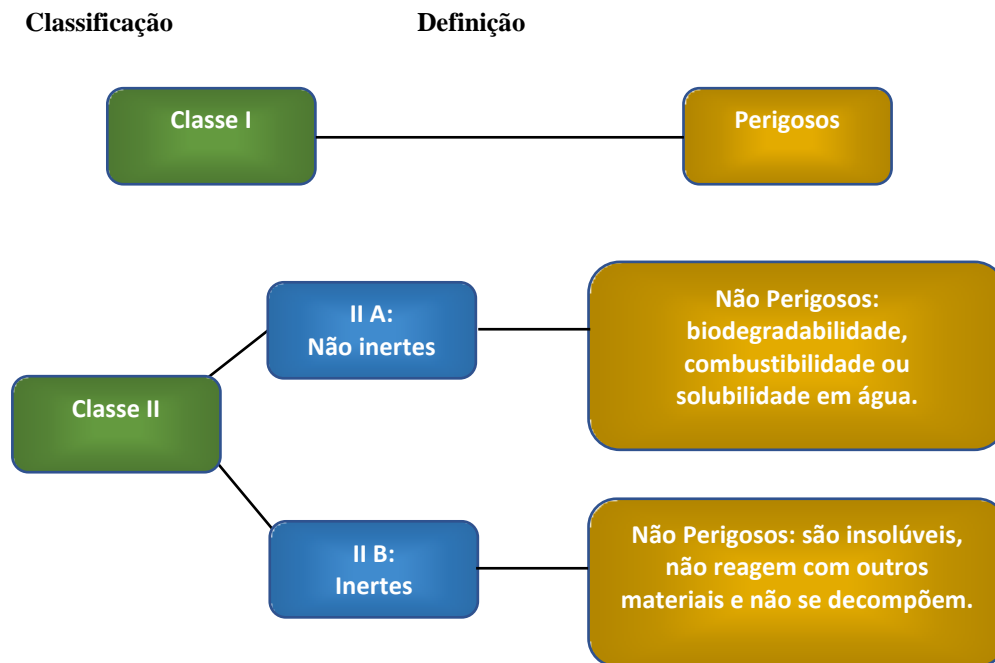 Classificação
Definição
Classe I
Perigosos
II A:
Não inertes
Não Perigosos:
biodegradabilidade,
combustibilidade ou
solubilidade em água.
Classe II
II B:
Inertes
Não Perigosos: são insolúveis,
não reagem com outros
materiais e não se decompõem.